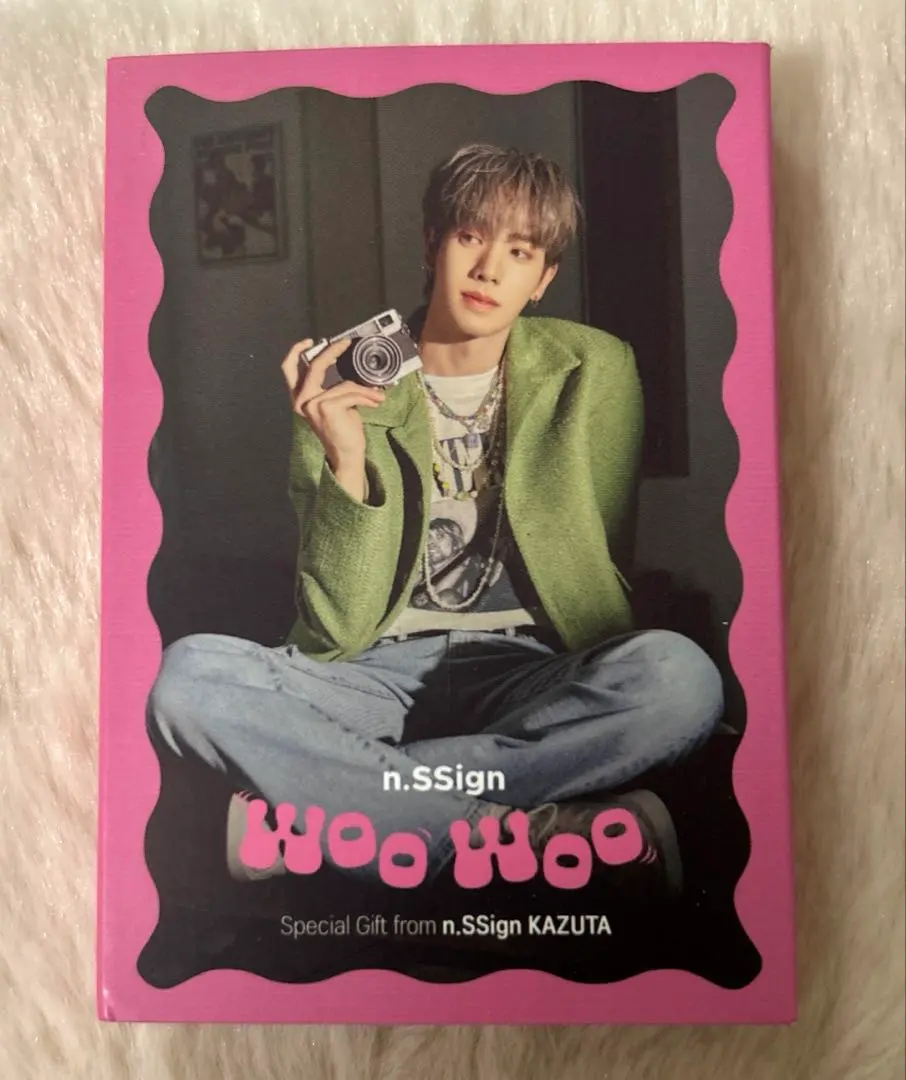 n.SSign
Woo Woo
Special Gift from n.SSign KAZUTA